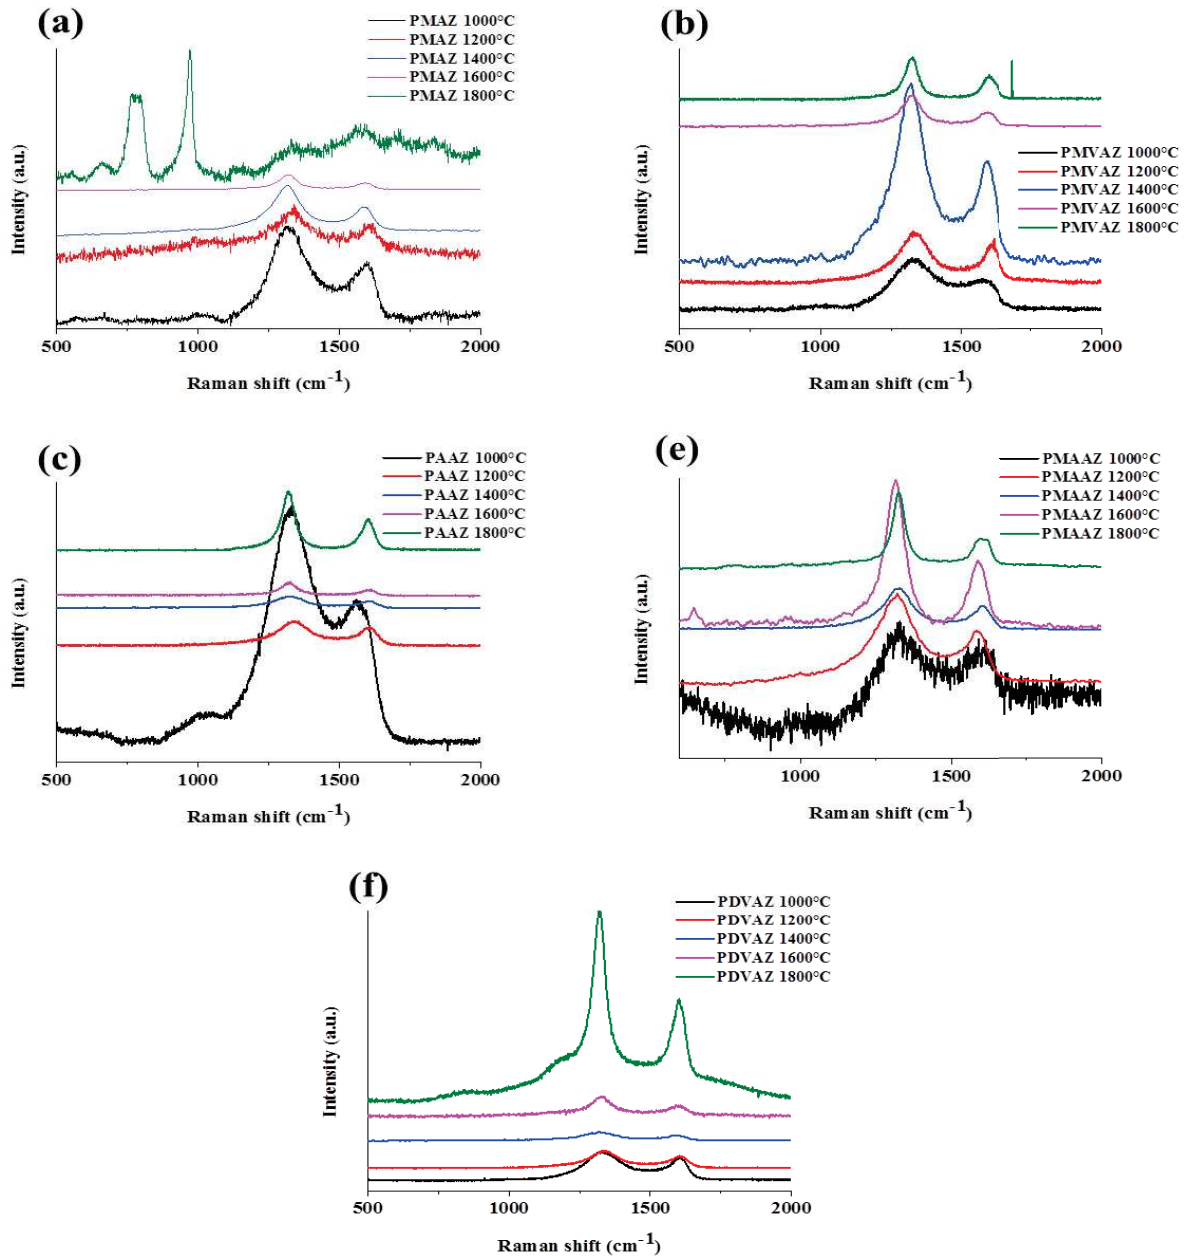 (a)
PMAZ 1000°C
PMAZ 1200°C
PMAZ 1400°C
PMAZ 1600°C
PMAZ 1800°C
Intensity (a.u.)
500 1000 1500 2000
Raman shift (cm-1)
(b)
PMVAZ 1000°C
PMVAZ 1200°C
PMVAZ 1400°C
PMVAZ 1600°C
PMVAZ 1800°C
Intensity (a.u.)
500 1000 1500 2000
Raman shift (cm-1)
(c)
PAAZ 1000°C
PAAZ 1200°C
PAAZ 1400°C
PAAZ 1600°C
PAAZ 1800°C
Intensity (a.u.)
500 1000 1500 2000
Raman shift (cm-1)
(e)
PMAAZ 1000°C
PMAAZ 1200°C
PMAAZ 1400°C
PMAAZ 1600°C
PMAAZ 1800°C
Intensity (a.u.)
1000 1500 2000
Raman shift (cm-1)
(f)
PDVAZ 1000°C
PDVAZ 1200°C
PDVAZ 1400°C
PDVAZ 1600°C
PDVAZ 1800°C
Intensity (a.u.)
500 1000 1500 2000
Raman shift (cm-1)